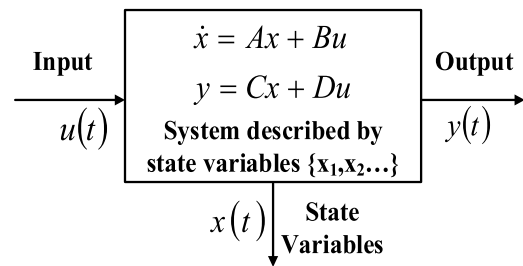 Input
u(t)
ẋ = Ax + Bu
y = Cx + Du
System described by
state variables {x₁,x₂…}
Output
y(t)
x(t)
State
Variables